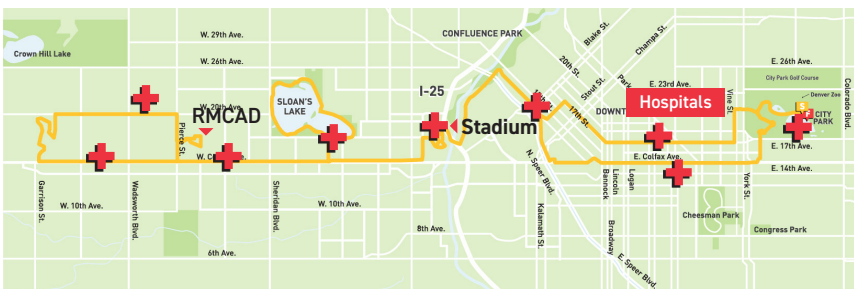 W. 29th Ave.
CONFLUENCE PARK
Blake St.
Champa St.
Crown Hill Lake
W. 26th Ave.
20th St.
Stout St.
E. 26th Ave.
City Park Golf Course
Colorado Blvd.
I-25
Park
E. 23rd Ave.
Vine St.
Denver Zoo
SLOAN'S
LAKE
W. 20th Ave.
RMCAD
Hospitals
S
F
CITY
PARK
17th St.
DOWNT
Stadium
Pierce St.
E. 17th Ave.
W. C
Ave.
E. Colfax Ave.
E. 14th Ave.
Garrison St.
Wadsworth Blvd.
Sheridan Blvd.
N. Speer Blvd.
Bannock
Lincoln
Logan
York St.
W. 10th Ave.
W. 10th Ave.
Kalamath St.
Broadway
Cheesman Park
8th Ave.
Congress Park
6th Ave.
E. Speer Blvd.